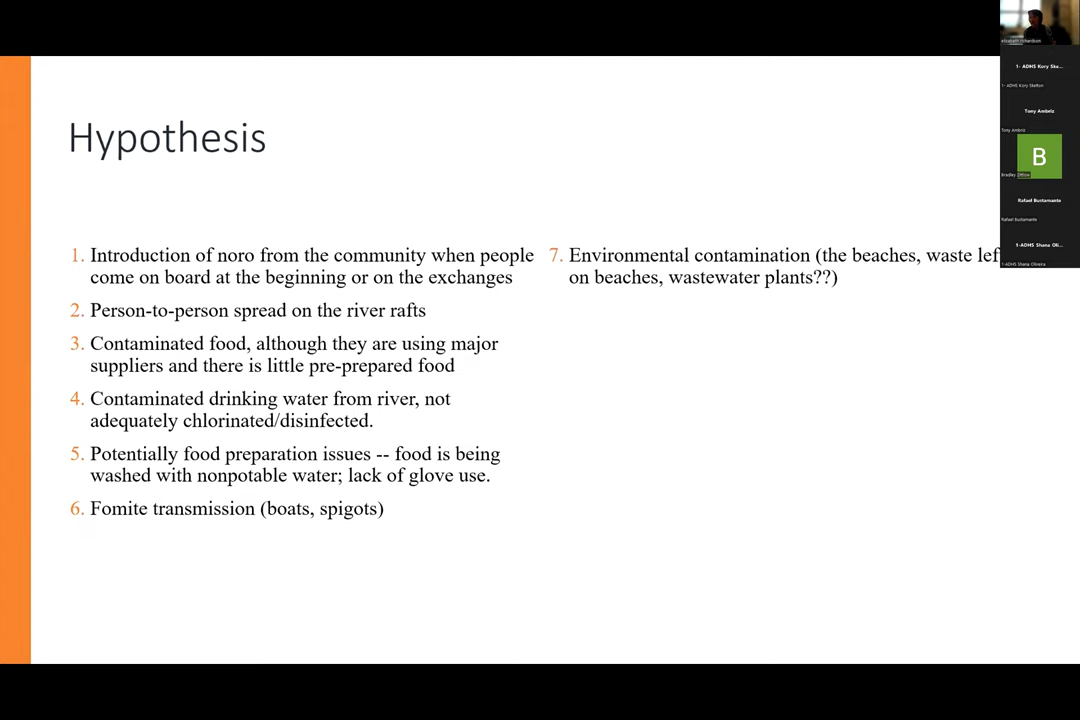 Hypothesis
1. Introduction of noro from the community when people
come on board at the beginning or on the exchanges
2. Person-to-person spread on the river rafts
3. Contaminated food, although they are using major
suppliers and there is little pre-prepared food
4. Contaminated drinking water from river, not
adequately chlorinated/disinfected.
5. Potentially food preparation issues -- food is being
washed with nonpotable water; lack of glove use.
6. Fomite transmission (boats, spigots)
7. Environmental contamination (the beaches, waste lef
on beaches, wastewater plants??)
elizabeth richardson
1- ADHS Kory Ske...
1- ADHS Kory Skelton
Tony Ambriz
Tony Ambriz
B
Bradley
Rafael Bustamante
Rafael Bustamante
1-ADHS Shana Oli...
1-ADHS Shana Oliveira